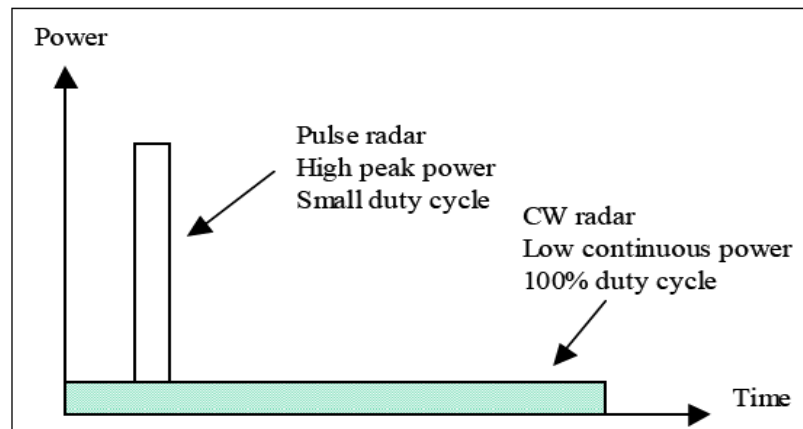 Power
Pulse radar
High peak power
Small duty cycle
CW radar
Low continuous power
100% duty cycle
Time